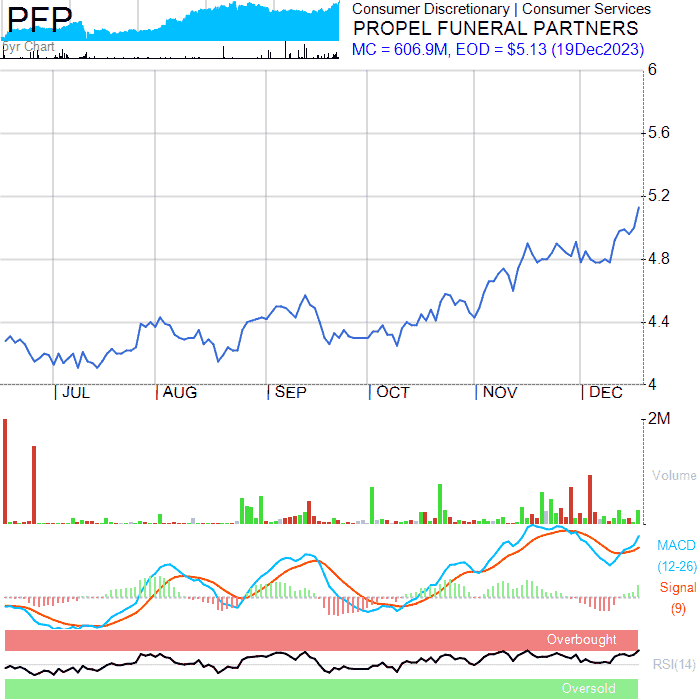 PFP
5yr Chart
Consumer Discretionary | Consumer Services
PROPEL FUNERAL PARTNERS
MC = 606.9M, EOD = $5.13 (19Dec2023)
6
5.6
5.2
4.8
4.4
4
JUL AUG SEP OCT NOV DEC
2M
Volume
MACD
(12-26)
Signal
(9)
Overbought
RSI(14)
Oversold